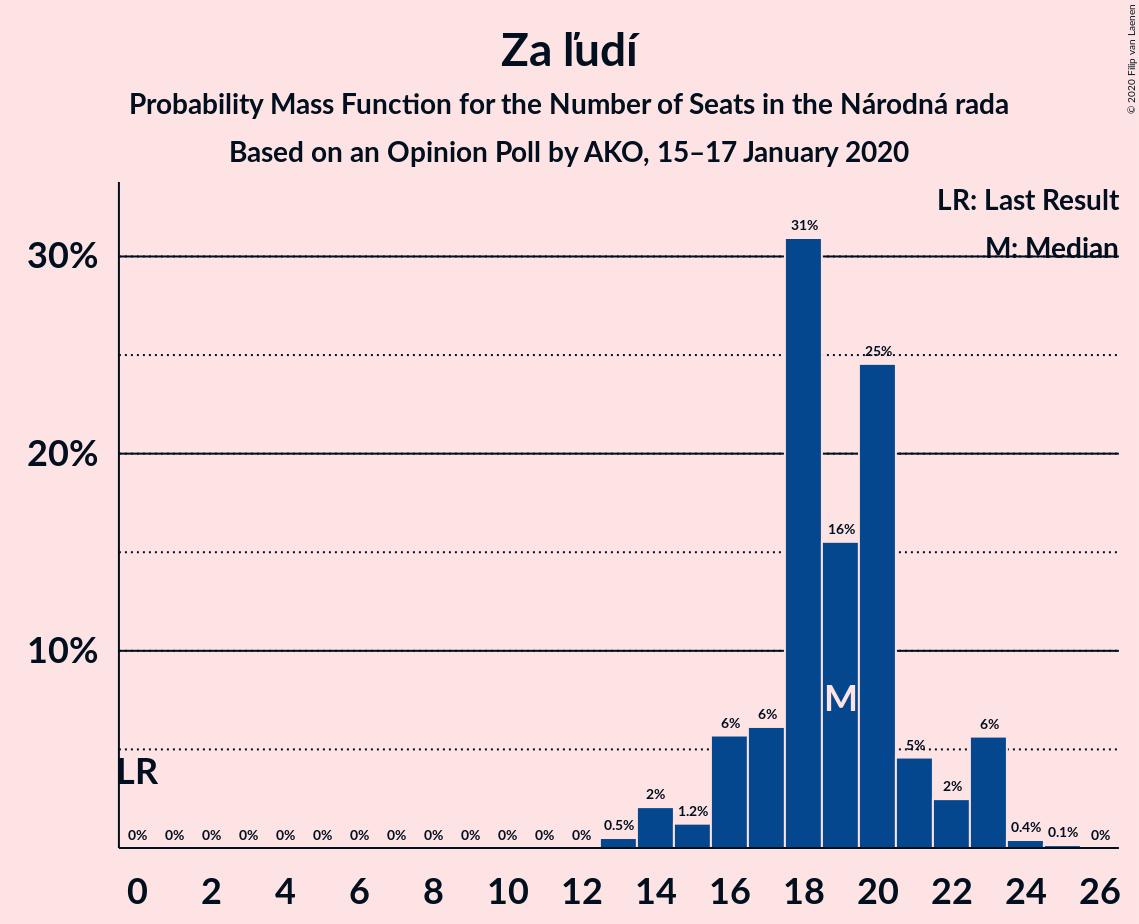 Za ľudí
Probability Mass Function for the Number of Seats in the Národná rada
Based on an Opinion Poll by AKO, 15–17 January 2020
© 2020 Filip van Laenen
LR: Last Result
M: Median
30%
20%
10%
31%
25%
16%
M
6%
6%
6%
5%
LR
2%
2%
0% 0% 0% 0% 0% 0% 0% 0% 0% 0% 0% 0% 0% 0.5% 1.2% 0.4% 0.1% 0%
0 2 4 6 8 10 12 14 16 18 20 22 24 26